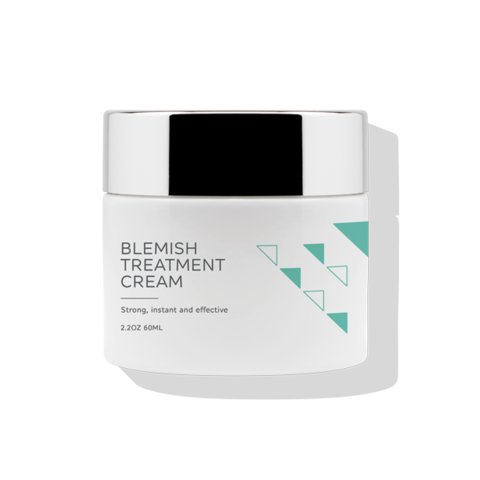 BLEMISH
TREATMENT
CREAM
Strong, instant and effective
2.2OZ 60ML